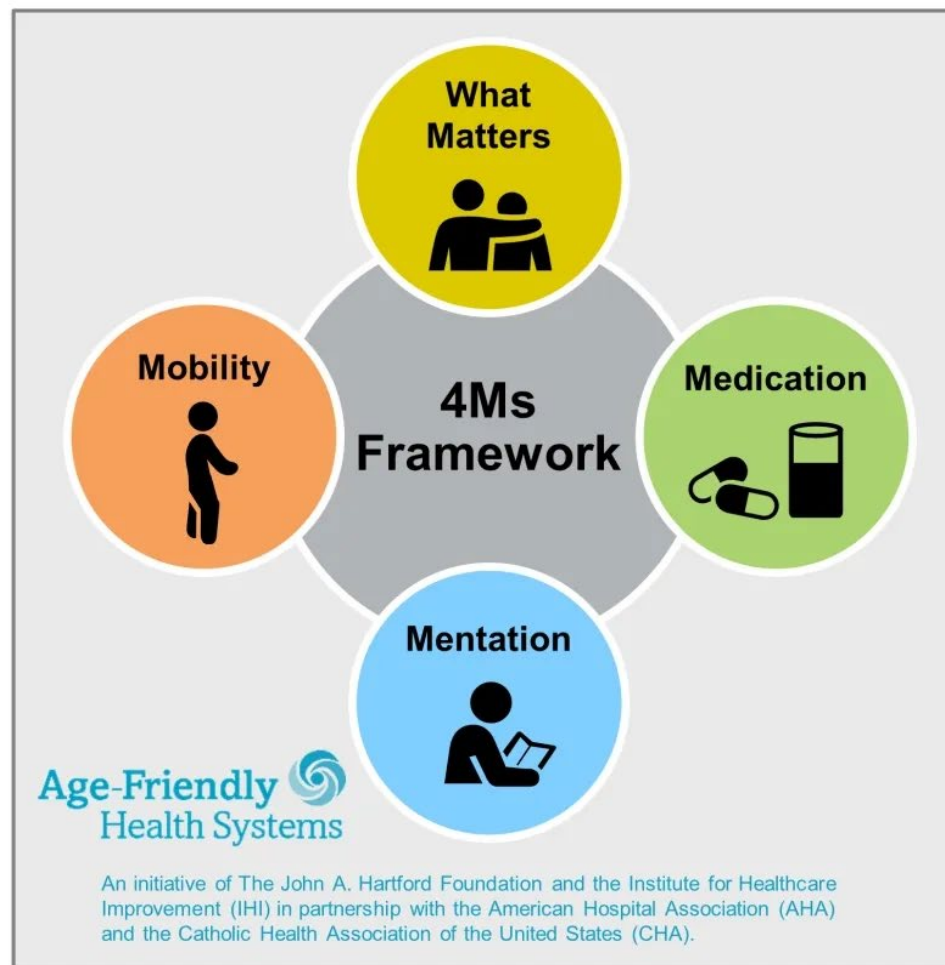 What
Matters
Mobility
4Ms
Framework
Medication
Mentation
Age-Friendly
Health Systems
An initiative of The John A. Hartford Foundation and the Institute for Healthcare
Improvement (IHI) in partnership with the American Hospital Association (AHA)
and the Catholic Health Association of the United States (CHA).